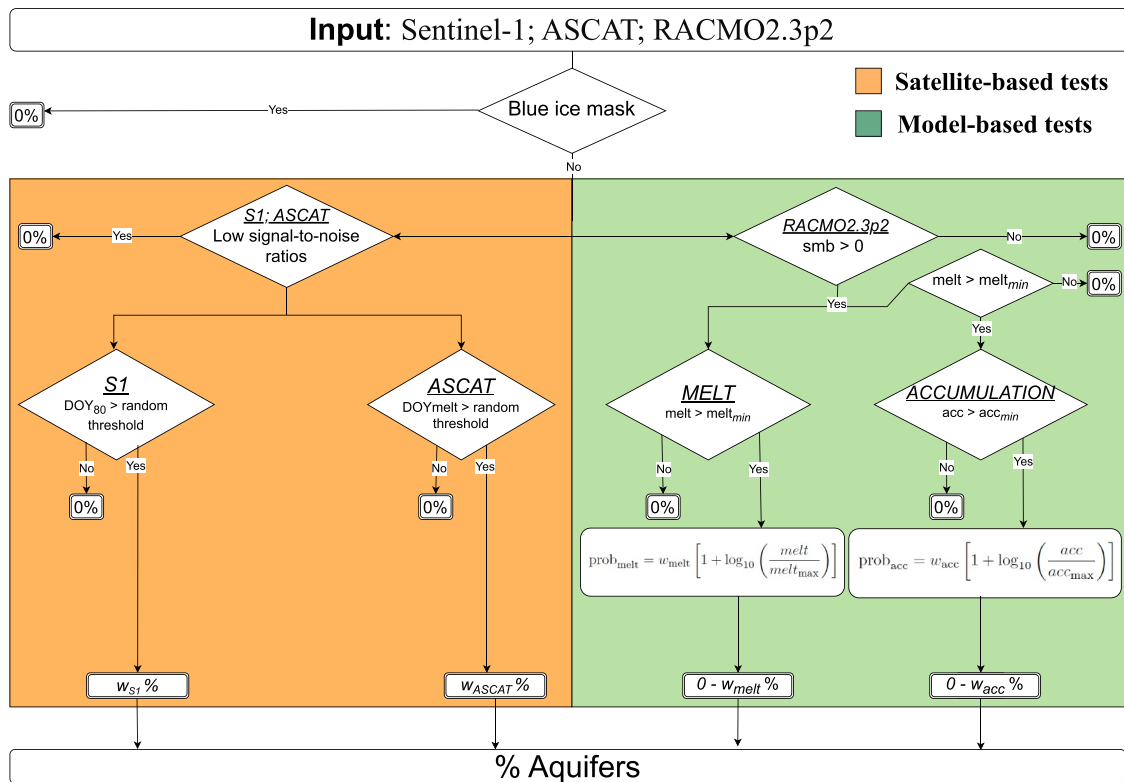 Input: Sentinel-1; ASCAT; RACMO2.3p2
Satellite-based tests
Model-based tests
0%
Yes
Blue ice mask
No
0%
Yes
S1; ASCAT
Low signal-to-noise
ratios
RACMO2.3p2
smb > 0
No
0%
Yes
melt > melt_min
No
0%
Yes
S1
DOY_80 > random
threshold
No
Yes
0%
ASCAT
DOYmelt > random
threshold
No
Yes
0%
MELT
melt > melt_min
No
Yes
0%
ACCUMULATION
acc > acc_min
No
Yes
0%
prob_melt = w_melt [1 + log_10 (melt / melt_max)]
prob_acc = w_acc [1 + log_10 (acc / acc_max)]
w_S1 %
w_ASCAT %
0 - w_melt %
0 - w_acc %
% Aquifers